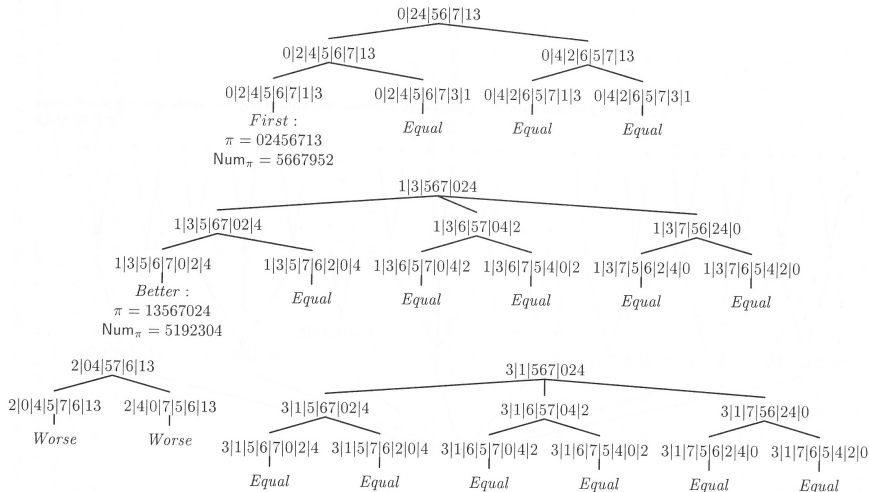 0|24|56|7|13
0|2|4|5|6|7|13 0|4|2|6|5|7|13
0|2|4|5|6|7|1|3 0|2|4|5|6|7|3|1 0|4|2|6|5|7|1|3 0|4|2|6|5|7|3|1
First : Equal Equal Equal
π = 02456713
Numπ = 5667952
1|3|567|024
1|3|5|67|02|4 1|3|6|57|04|2 1|3|7|56|24|0
1|3|5|6|7|0|2|4 1|3|5|7|6|2|0|4 1|3|6|5|7|0|4|2 1|3|6|7|5|4|0|2 1|3|7|5|6|2|4|0 1|3|7|6|5|4|2|0
Better : Equal Equal Equal Equal Equal
π = 13567024
Numπ = 5192304
2|04|57|6|13 3|1|567|024
2|0|4|5|7|6|13 2|4|0|7|5|6|13 3|1|5|67|02|4 3|1|6|57|04|2 3|1|7|56|24|0
Worse Worse 3|1|5|6|7|0|2|4 3|1|5|7|6|2|0|4 3|1|6|5|7|0|4|2 3|1|6|7|5|4|0|2 3|1|7|5|6|2|4|0 3|1|7|6|5|4|2|0
Equal Equal Equal Equal Equal Equal